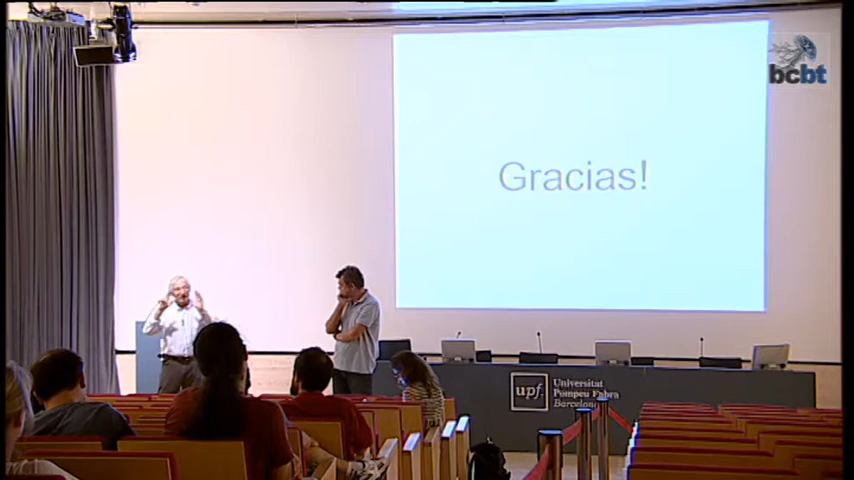 bcbt
Gracias!
upf.
Universitat
Pompeu Fabra
Barcelona